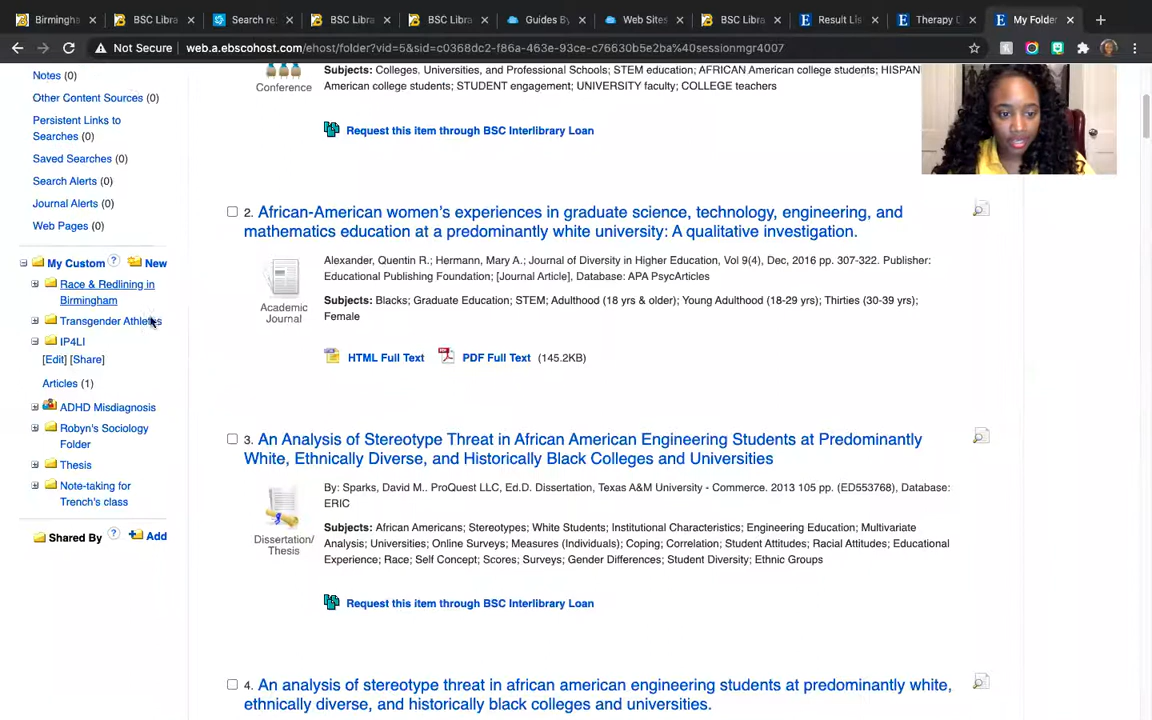 Birmingh
BSC Libra
Search re
BSC Libra
BSC Libra
Guides By
Web Sites
BSC Libra
Result Lis
Therapy D
My Folder
Not Secure
web.a.ebscohost.com/ehost/folder?vid=5&sid=c0368dc2-f86a-463e-93ce-c76630b5e2ba%40sessionmgr4007
Notes (0)
Other Content Sources (0)
Persistent Links to
Searches (0)
Saved Searches (0)
Search Alerts (0)
Journal Alerts (0)
Web Pages (0)
My Custom ? New
Race & Redlining in
Birmingham
Transgender Athletes
IP4LI
[Edit] [Share]
Articles (1)
ADHD Misdiagnosis
Robyn's Sociology
Folder
Thesis
Note-taking for
Trench's class
Shared By ? Add
Conference
Subjects: Colleges, Universities, and Professional Schools; STEM education; AFRICAN American college students; HISPAN
American college students; STUDENT engagement; UNIVERSITY faculty; COLLEGE teachers
Request this item through BSC Interlibrary Loan
2. African-American women's experiences in graduate science, technology, engineering, and
mathematics education at a predominantly white university: A qualitative investigation.
Academic
Journal
Alexander, Quentin R.; Hermann, Mary A.; Journal of Diversity in Higher Education, Vol 9(4), Dec, 2016 pp. 307-322. Publisher:
Educational Publishing Foundation; [Journal Article], Database: APA PsycArticles
Subjects: Blacks; Graduate Education; STEM; Adulthood (18 yrs & older); Young Adulthood (18-29 yrs); Thirties (30-39 yrs);
Female
HTML Full Text PDF Full Text (145.2KB)
3. An Analysis of Stereotype Threat in African American Engineering Students at Predominantly
White, Ethnically Diverse, and Historically Black Colleges and Universities
Dissertation/
Thesis
By: Sparks, David M.. ProQuest LLC, Ed.D. Dissertation, Texas A&M University - Commerce. 2013 105 pp. (ED553768), Database:
ERIC
Subjects: African Americans; Stereotypes; White Students; Institutional Characteristics; Engineering Education; Multivariate
Analysis; Universities; Online Surveys; Measures (Individuals); Coping; Correlation; Student Attitudes; Racial Attitudes; Educational
Experience; Race; Self Concept; Scores; Surveys; Gender Differences; Student Diversity; Ethnic Groups
Request this item through BSC Interlibrary Loan
4. An analysis of stereotype threat in african american engineering students at predominantly white,
ethnically diverse, and historically black colleges and universities.